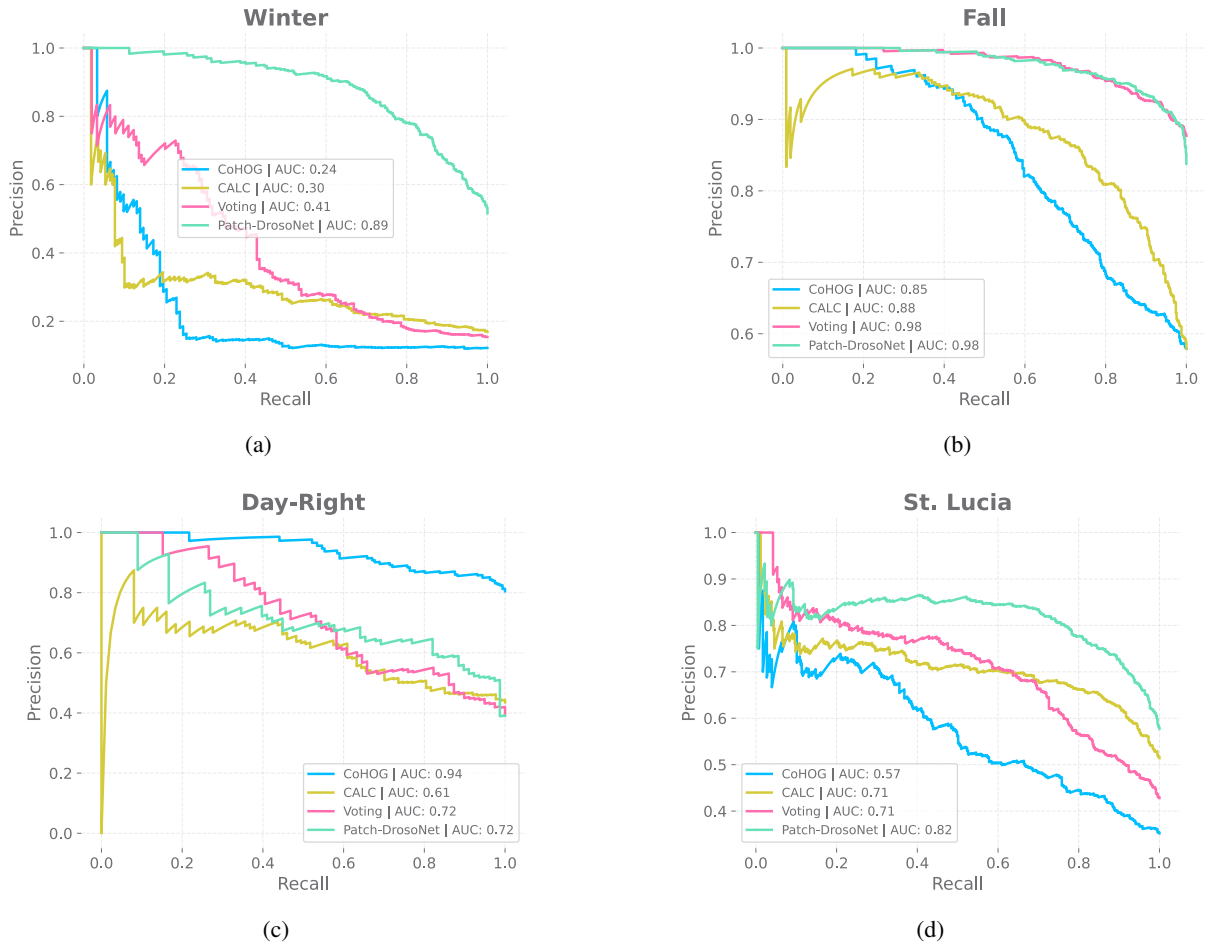 Winter
1.0
0.8
0.6
0.4
0.2
Precision
CoHOG | AUC: 0.24
CALC | AUC: 0.30
Voting | AUC: 0.41
Patch-DrosoNet | AUC: 0.89
0.0 0.2 0.4 0.6 0.8 1.0
Recall
(a)
Fall
1.0
0.9
0.8
0.7
0.6
Precision
CoHOG | AUC: 0.85
CALC | AUC: 0.88
Voting | AUC: 0.98
Patch-DrosoNet | AUC: 0.98
0.0 0.2 0.4 0.6 0.8 1.0
Recall
(b)
Day-Right
1.0
0.8
0.6
0.4
0.2
0.0
Precision
CoHOG | AUC: 0.94
CALC | AUC: 0.61
Voting | AUC: 0.72
Patch-DrosoNet | AUC: 0.72
0.0 0.2 0.4 0.6 0.8 1.0
Recall
(c)
St. Lucia
1.0
0.9
0.8
0.7
0.6
0.5
0.4
Precision
CoHOG | AUC: 0.57
CALC | AUC: 0.71
Voting | AUC: 0.71
Patch-DrosoNet | AUC: 0.82
0.0 0.2 0.4 0.6 0.8 1.0
Recall
(d)